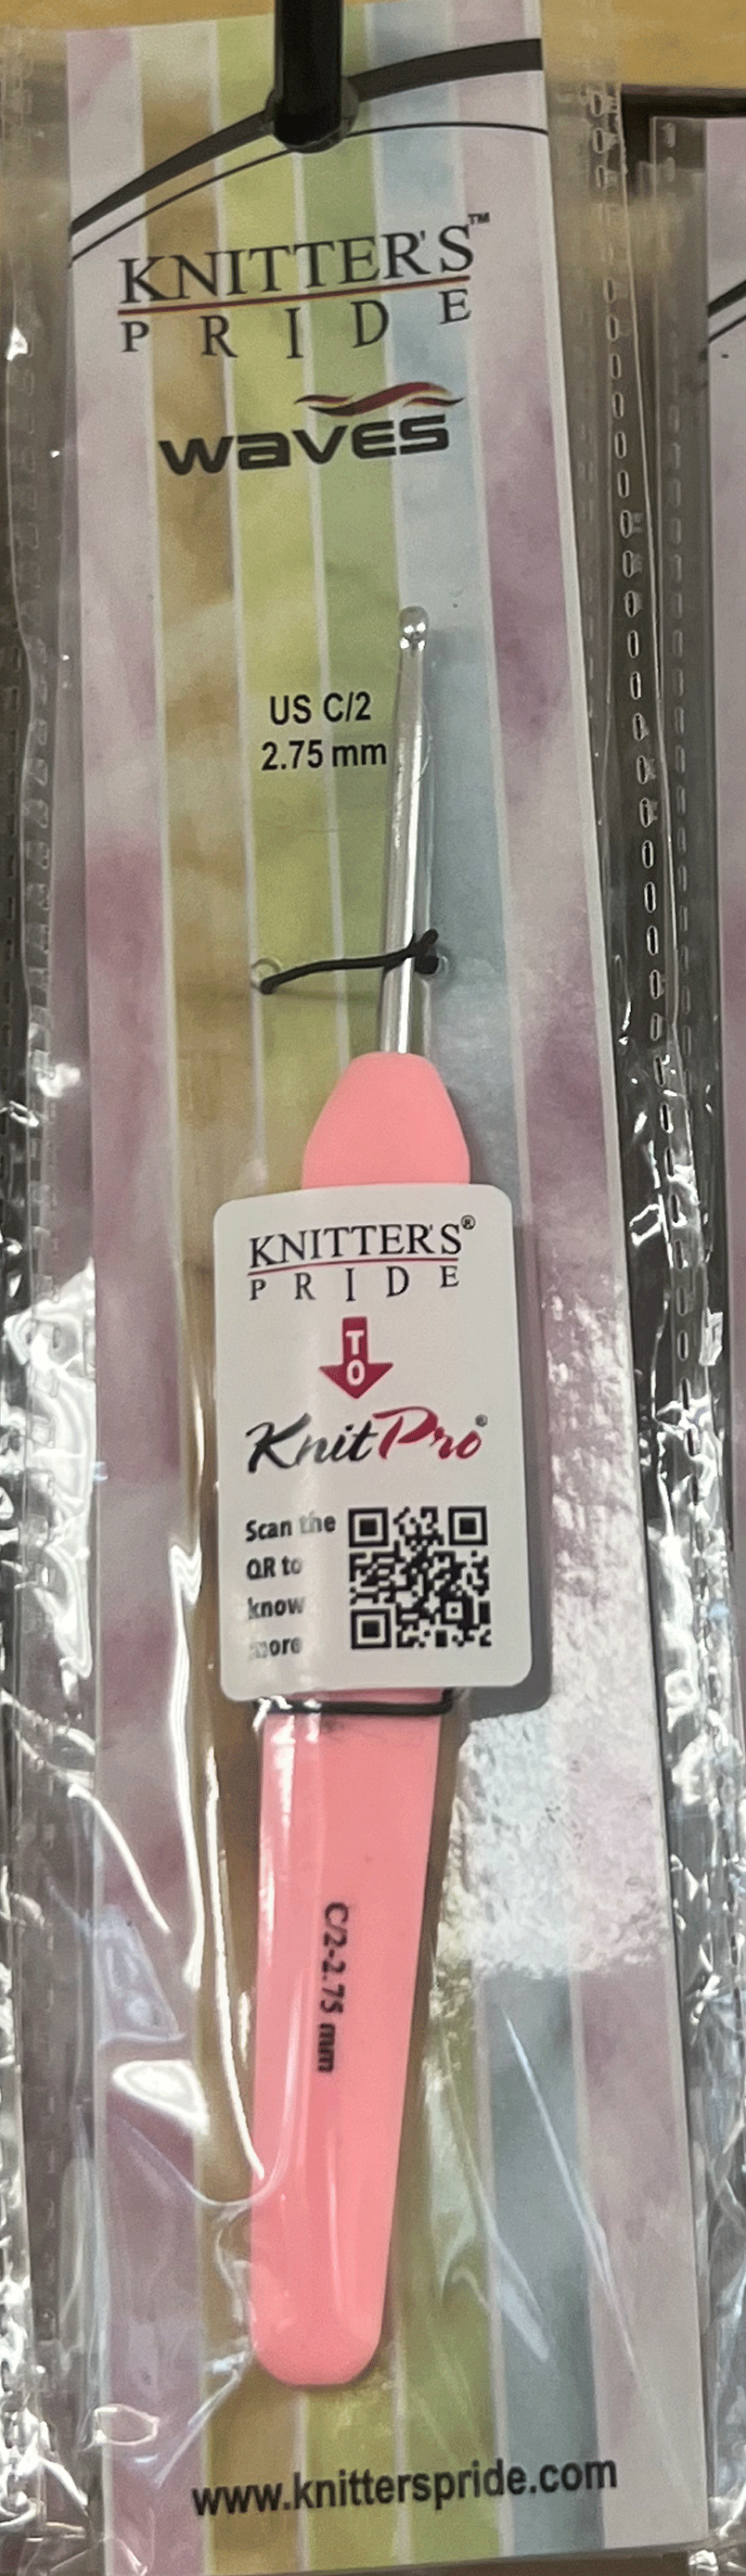 KNITTER'S™
PRIDE
waves
US C/2
2.75 mm
KNITTER'S®
PRIDE
TO
KnitPro®
Scan the
QR to
know
more
C/2-2.75 mm
www.knitterspride.com